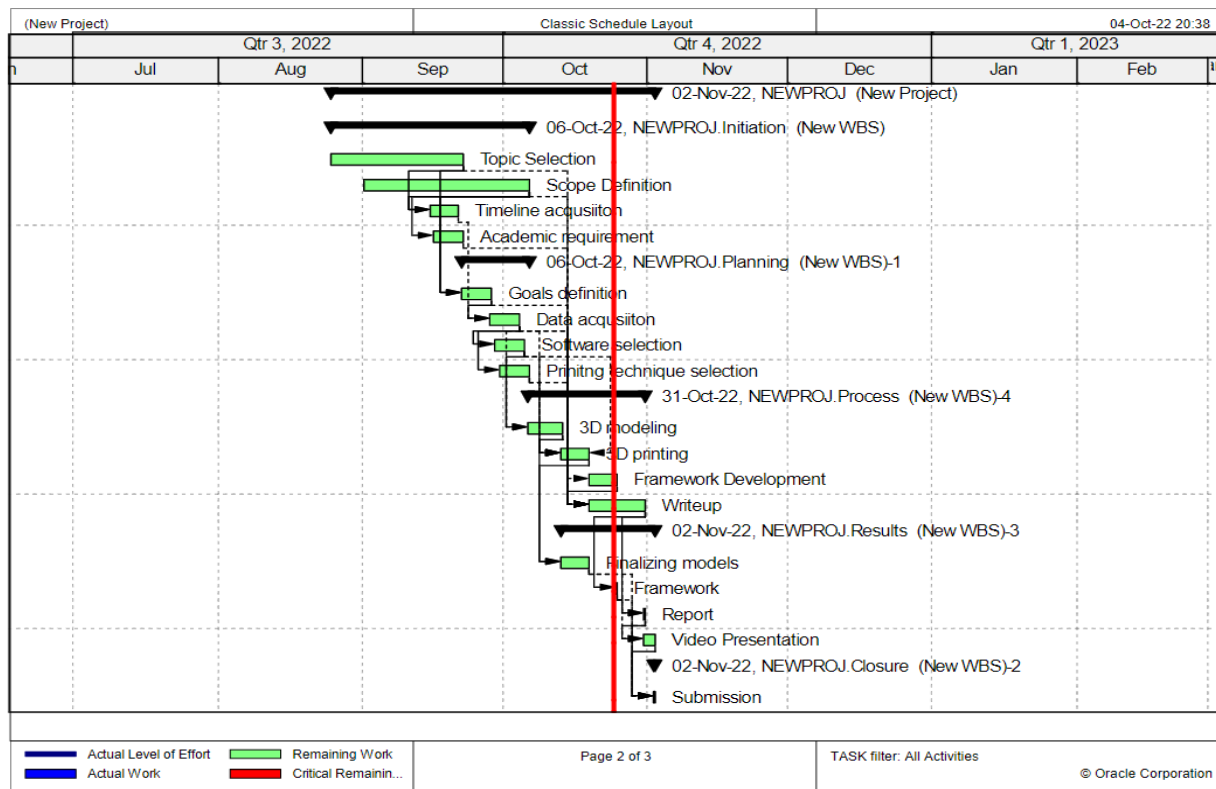 (New Project) Classic Schedule Layout 04-Oct-22 20:38
Qtr 3, 2022 Qtr 4, 2022 Qtr 1, 2023
Jul Aug Sep Oct Nov Dec Jan Feb
02-Nov-22, NEWPROJ (New Project)
06-Oct-22, NEWPROJ.Initiation (New WBS)
Topic Selection
Scope Definition
Timeline acqusiiton
Academic requirement
06-Oct-22, NEWPROJ.Planning (New WBS)-1
Goals definition
Data acqusiiton
Software selection
Prinitng technique selection
31-Oct-22, NEWPROJ.Process (New WBS)-4
3D modeling
3D printing
Framework Development
Writeup
02-Nov-22, NEWPROJ.Results (New WBS)-3
Finalizing models
Framework
Report
Video Presentation
02-Nov-22, NEWPROJ.Closure (New WBS)-2
Submission
Actual Level of Effort Remaining Work Page 2 of 3 TASK filter: All Activities
Actual Work Critical Remainin... © Oracle Corporation